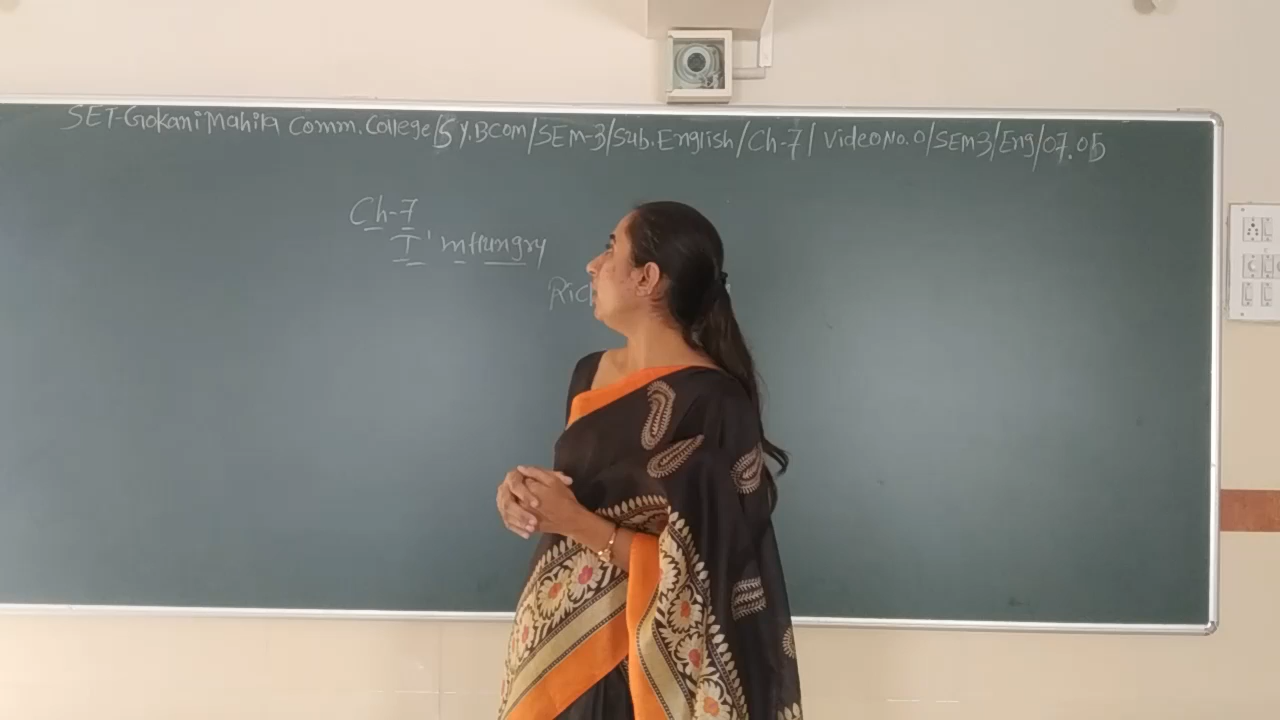 SET-Gokani Mahila Comm. College/S.Y.BCom/SEM-3/Sub.English/Ch-7/VideoNo.0/SEM3/Eng/07.05
Ch-7
I'm Hungry